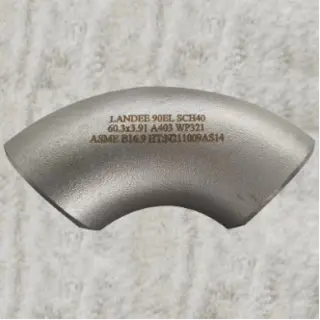 LANDEE 90EL SCH40
60.3x3.91 A403 WP321
ASME B16.9 HT:N211009A514